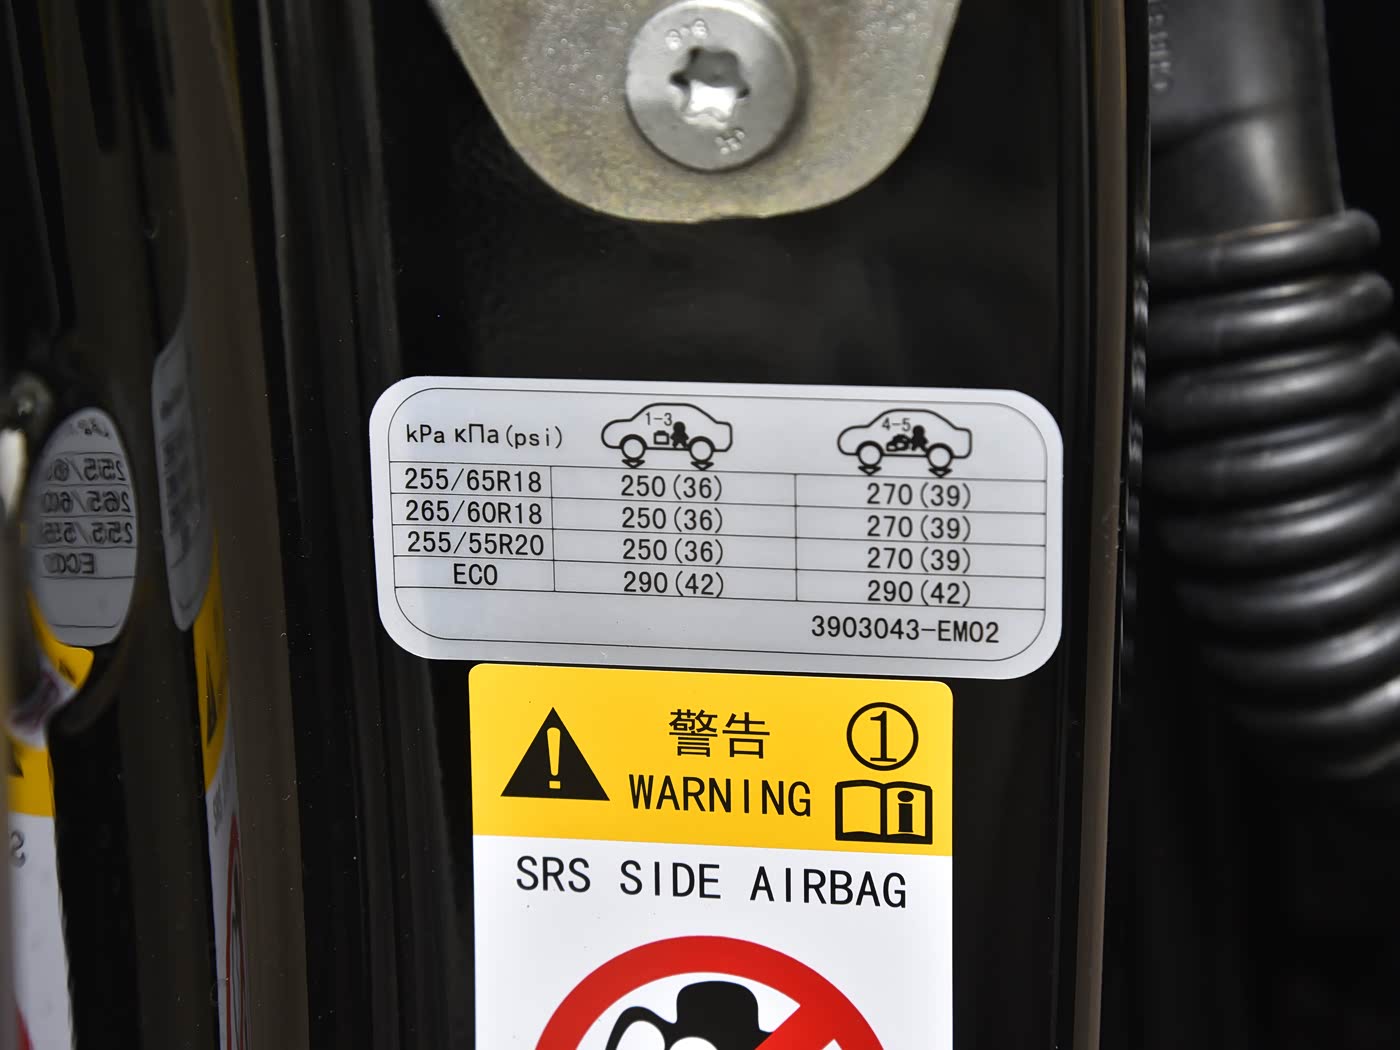 8.8
kPa кПа(psi)
1-3
4-5
255/65R18 250(36) 270(39)
265/60R18 250(36) 270(39)
255/55R20 250(36) 270(39)
ECO 290(42) 290(42)
3903043-EM02
警告 ①
WARNING
SRS SIDE AIRBAG